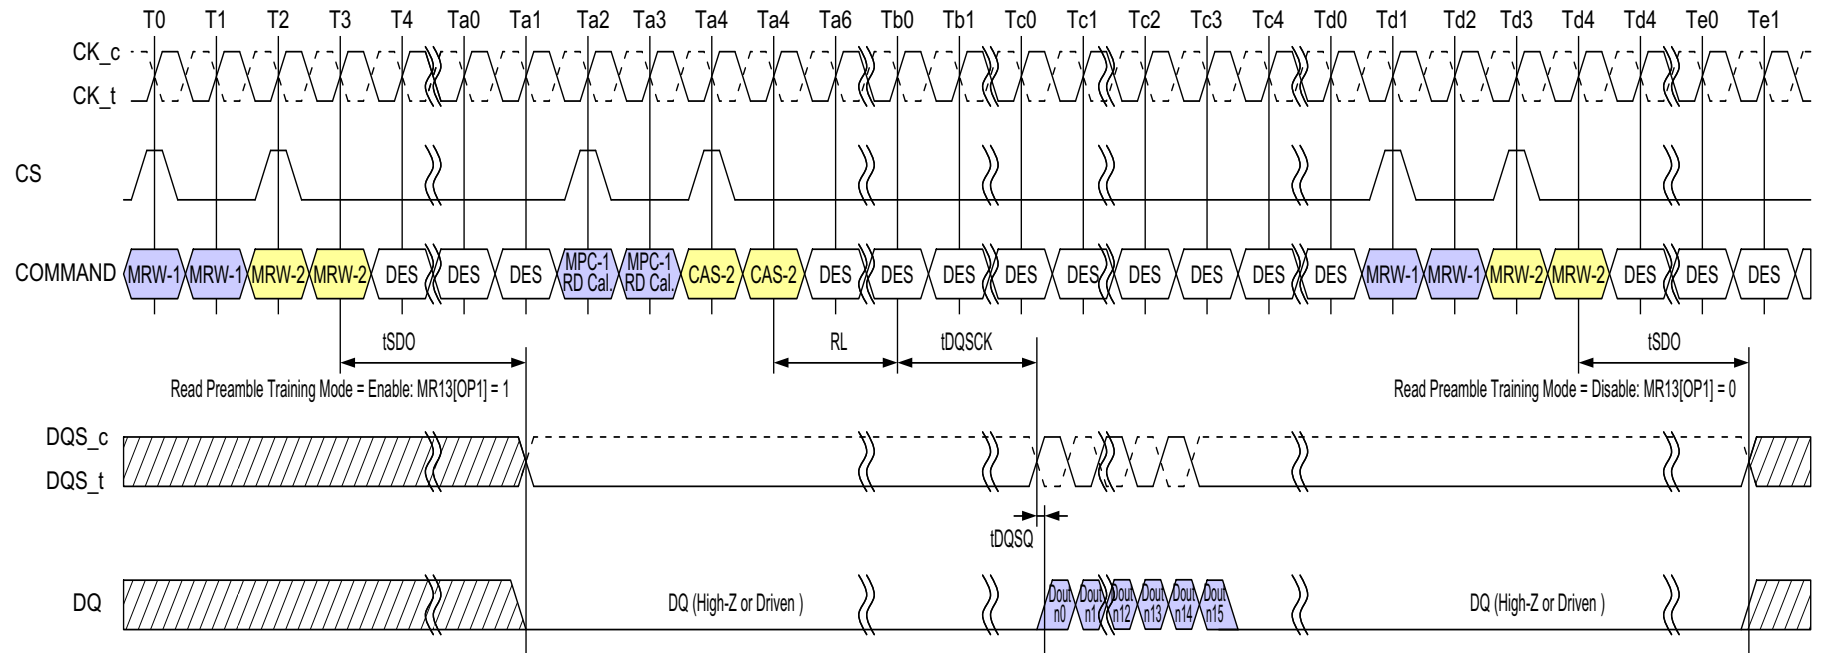 T0 T1 T2 T3 T4 Ta0 Ta1 Ta2 Ta3 Ta4 Ta4 Ta6 Tb0 Tb1 Tc0 Tc1 Tc2 Tc3 Tc4 Td0 Td1 Td2 Td3 Td4 Td4 Te0 Te1
CK_c
CK_t
CS
COMMAND MRW-1 MRW-1 MRW-2 MRW-2 DES DES DES MPC-1 RD Cal. MPC-1 RD Cal. CAS-2 CAS-2 DES DES DES DES DES DES DES DES DES MRW-1 MRW-1 MRW-2 MRW-2 DES DES DES
tSDO RL tDQSCK tSDO
Read Preamble Training Mode = Enable: MR13[OP1] = 1 Read Preamble Training Mode = Disable: MR13[OP1] = 0
DQS_c
DQS_t
tDQSQ
DQ DQ (High-Z or Driven ) Dout n0 Dout n1 Dout n12 Dout n13 Dout n14 Dout n15 DQ (High-Z or Driven )